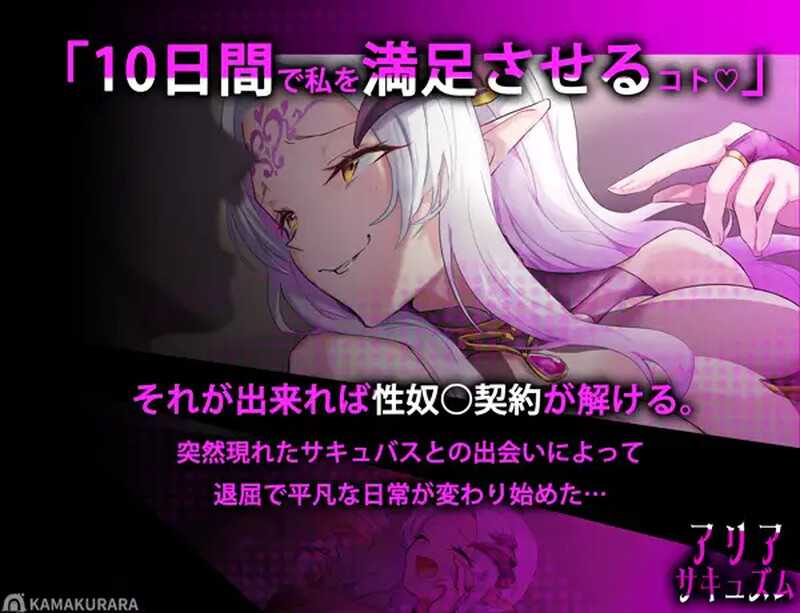 「10日間で私を満足させるコト♡」
それが出来れば性奴〇契約が解ける。
突然現れたサキュバスとの出会いによって
退屈で平凡な日常が変わり始めた…
アリア
サキュズム
KAMAKURARA